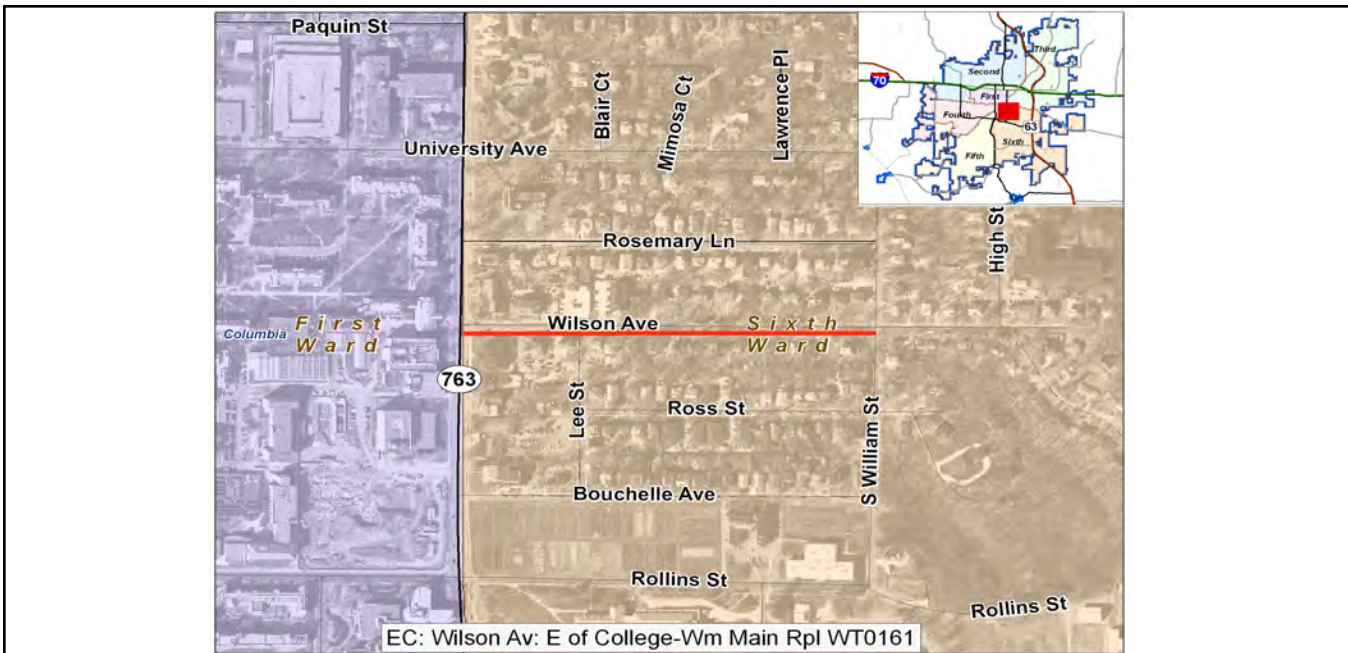 Paquin St
Blair Ct
Mimosa Ct
Lawrence Pl
University Ave
Third
Second
70
First
Fourth
63
Sixth
Fifth
Rosemary Ln
High St
Wilson Ave
Columbia
First
Ward
Sixth
Ward
763
Lee St
Ross St
S William St
Bouchelle Ave
Rollins St
Rollins St
EC: Wilson Av: E of College-Wm Main Rpl WT0161